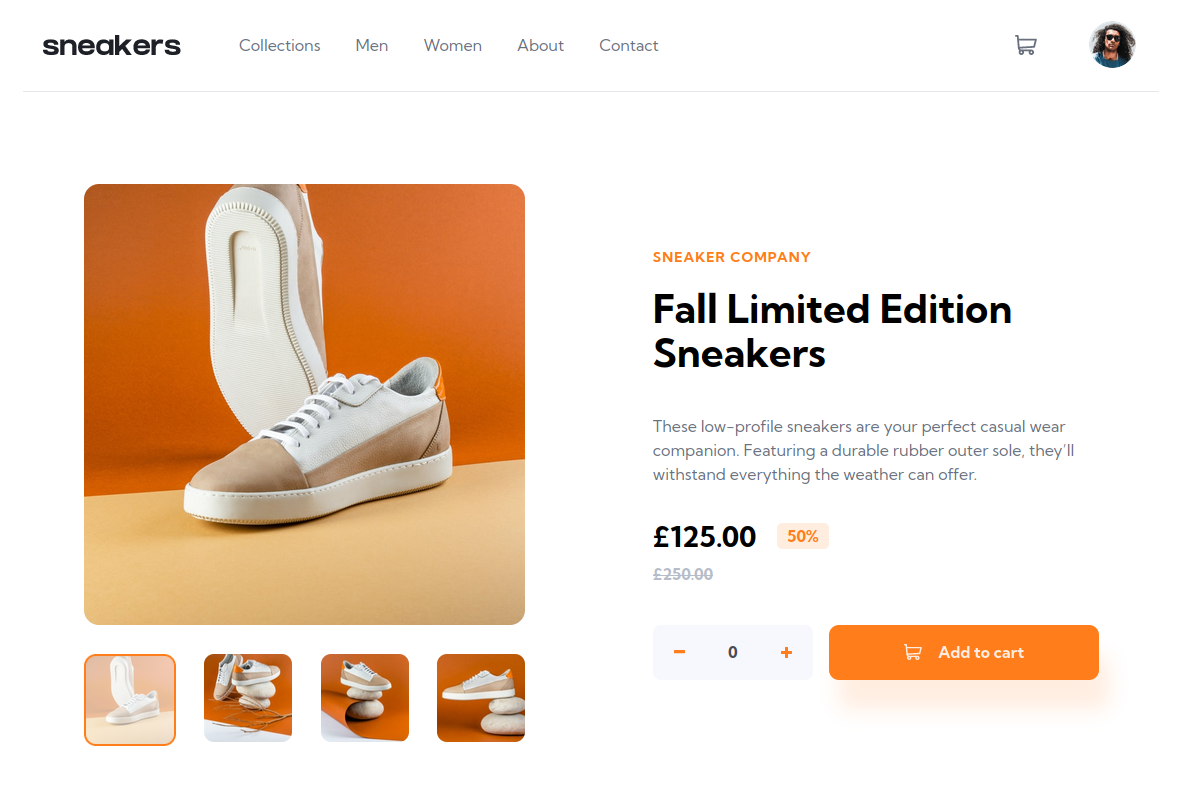 sneakers
Collections Men Women About Contact
SNEAKER COMPANY
Fall Limited Edition
Sneakers
These low-profile sneakers are your perfect casual wear
companion. Featuring a durable rubber outer sole, they’ll
withstand everything the weather can offer.
£125.00 50%
£250.00
0
Add to cart